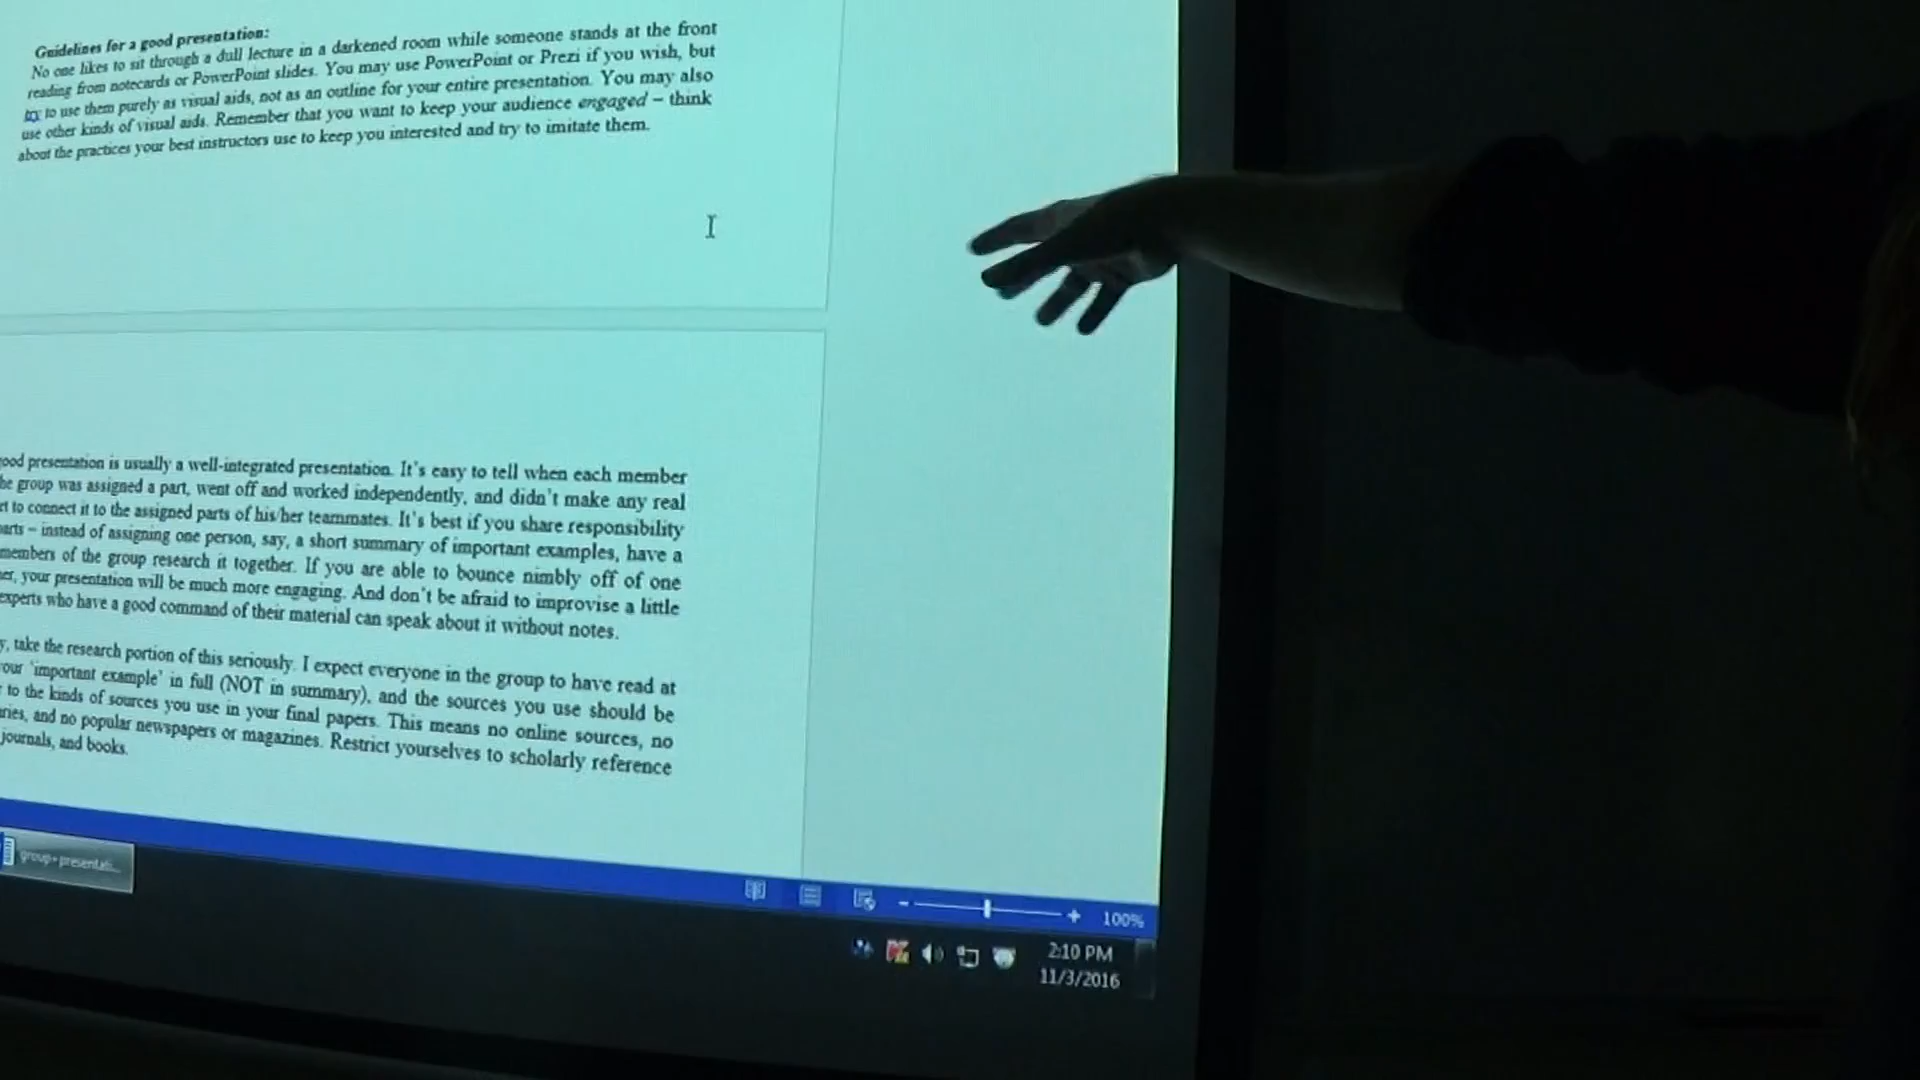 Guidelines for a good presentation:
No one likes to sit through a dull lecture in a darkened room while someone stands at the front
reading from notecards or PowerPoint slides. You may use PowerPoint or Prezi if you wish, but
try to use them purely as visual aids, not as an outline for your entire presentation. You may also
use other kinds of visual aids. Remember that you want to keep your audience engaged – think
about the practices your best instructors use to keep you interested and try to imitate them.
ood presentation is usually a well-integrated presentation. It's easy to tell when each member
he group was assigned a part, went off and worked independently, and didn't make any real
rt to connect it to the assigned parts of his/her teammates. It's best if you share responsibility
arts – instead of assigning one person, say, a short summary of important examples, have a
members of the group research it together. If you are able to bounce nimbly off of one
er, your presentation will be much more engaging. And don't be afraid to improvise a little
experts who have a good command of their material can speak about it without notes.
y, take the research portion of this seriously. I expect everyone in the group to have read at
our 'important example' in full (NOT in summary), and the sources you use should be
to the kinds of sources you use in your final papers. This means no online sources, no
ries, and no popular newspapers or magazines. Restrict yourselves to scholarly reference
journals, and books.
group+presentati...
100%
2:10 PM
11/3/2016